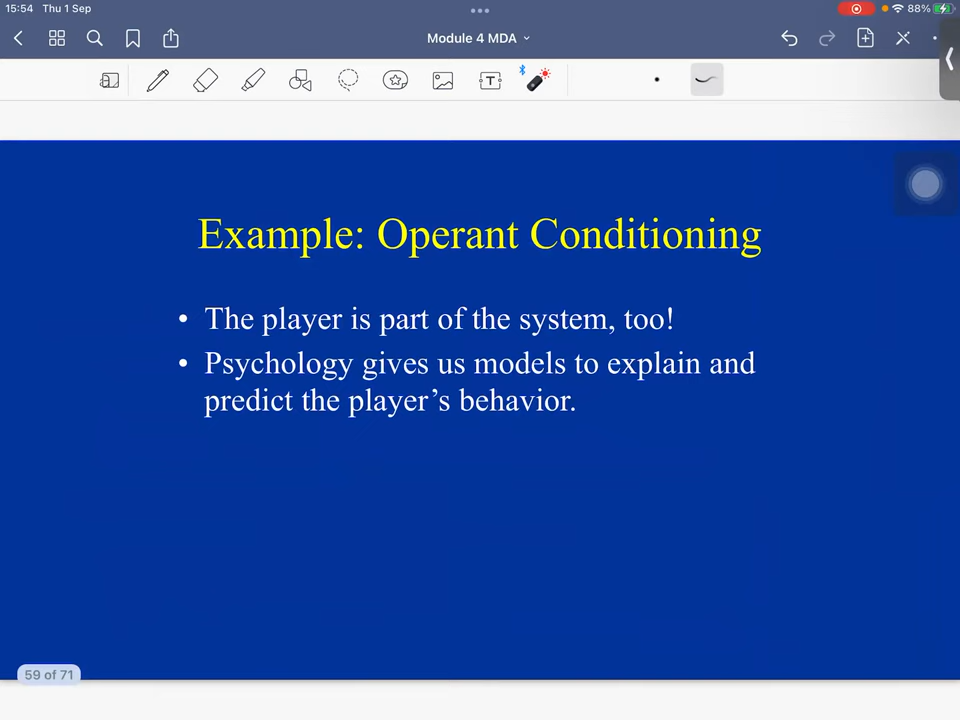 15:54 Thu 1 Sep
88%
Module 4 MDA
T
Example: Operant Conditioning
• The player is part of the system, too!
• Psychology gives us models to explain and
predict the player’s behavior.
59 of 71